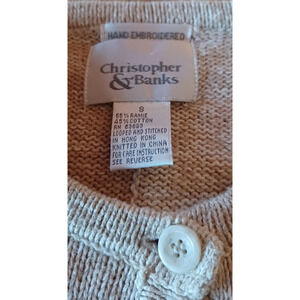 HAND EMBROIDERED
Christopher
& Banks
S
55% RAMIE
45% COTTON
RN 63699
LOOPED AND STITCHED
IN HONG KONG
KNITTED IN CHINA
FOR CARE INSTRUCTION
SEE REVERSE